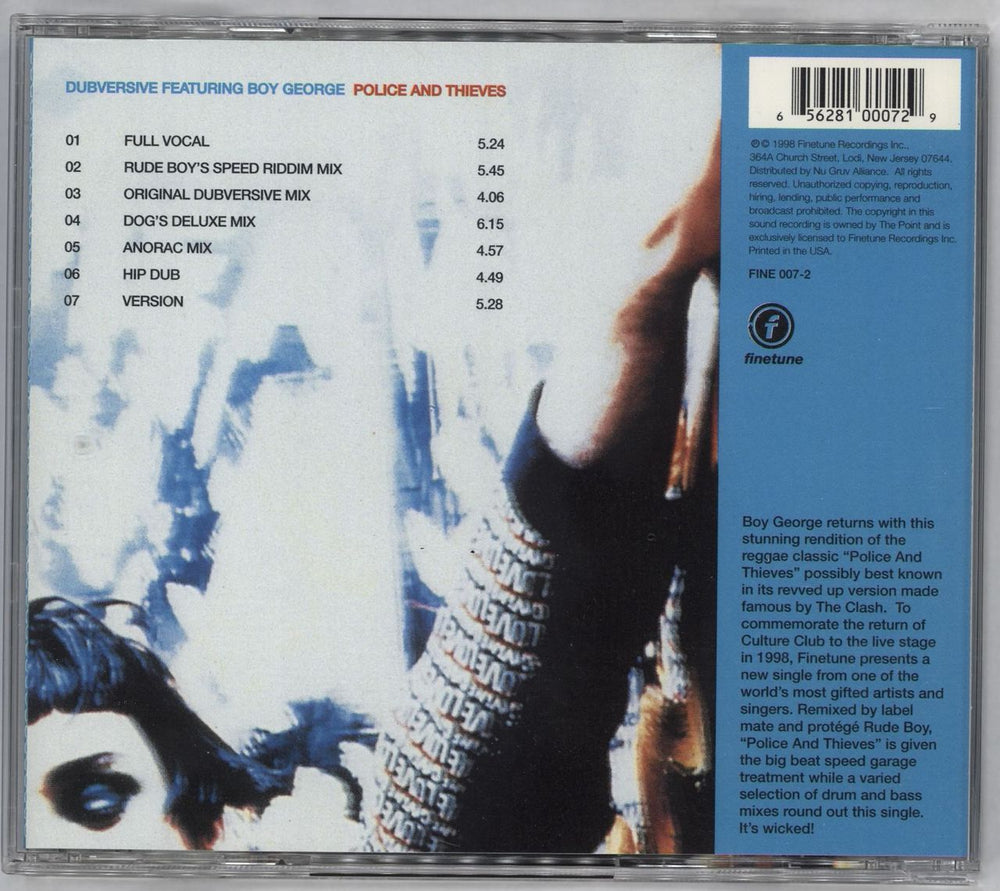 DUBVERSIVE FEATURING BOY GEORGE POLICE AND THIEVES
01 FULL VOCAL 5.24
02 RUDE BOY'S SPEED RIDDIM MIX 5.45
03 ORIGINAL DUBVERSIVE MIX 4.06
04 DOG'S DELUXE MIX 6.15
05 ANORAC MIX 4.57
06 HIP DUB 4.49
07 VERSION 5.28
6 56281 00072 9
℗© 1998 Finetune Recordings Inc.,
364A Church Street, Lodi, New Jersey 07644.
Distributed by Nu Gruv Alliance. All rights
reserved. Unauthorized copying, reproduction,
hiring, lending, public performance and
broadcast prohibited. The copyright in this
sound recording is owned by The Point and is
exclusively licensed to Finetune Recordings Inc.
Printed in the USA.
FINE 007-2
f
finetune
Boy George returns with this
stunning rendition of the
reggae classic “Police And
Thieves” possibly best known
in its revved up version made
famous by The Clash. To
commemorate the return of
Culture Club to the live stage
in 1998, Finetune presents a
new single from one of the
world's most gifted artists and
singers. Remixed by label
mate and protégé Rude Boy,
“Police And Thieves” is given
the big beat speed garage
treatment while a varied
selection of drum and bass
mixes round out this single.
It's wicked!